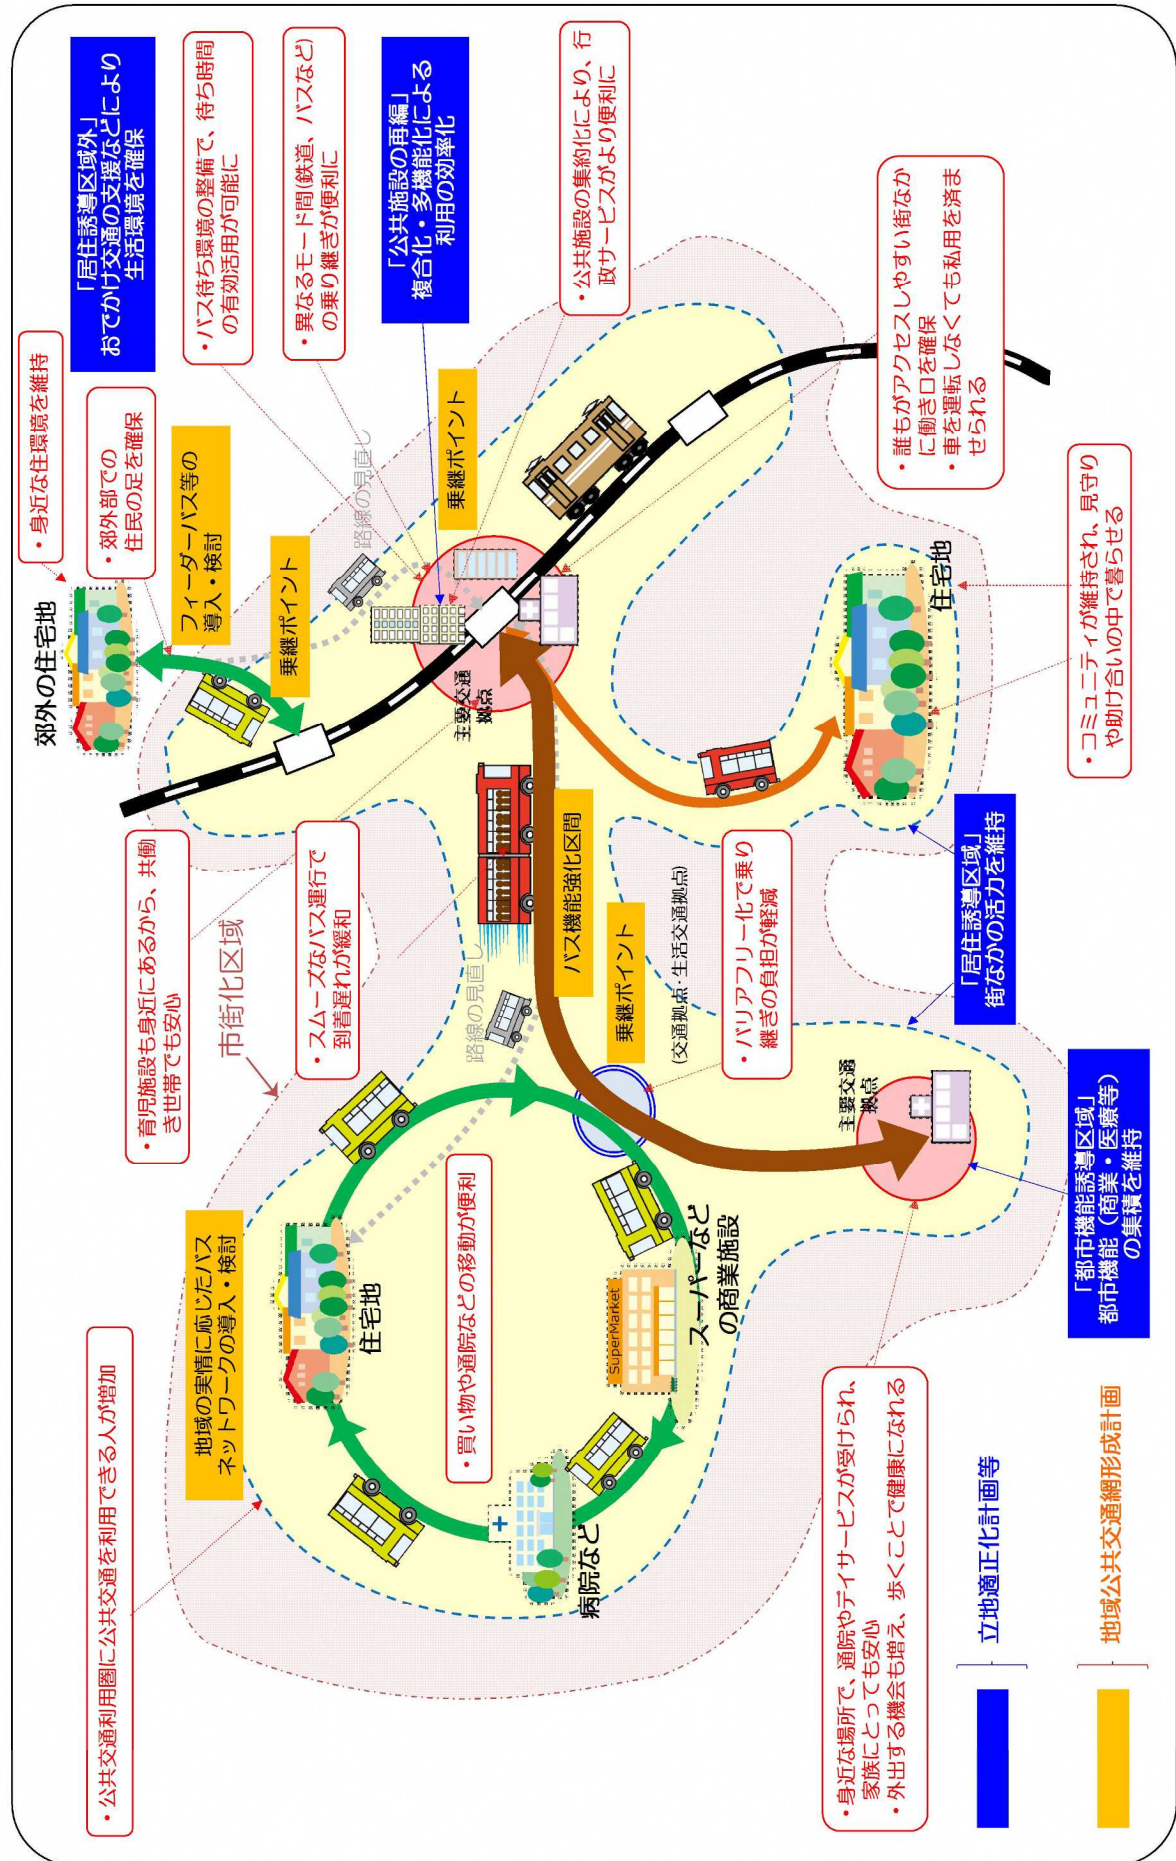 ・公共交通利用圏に公共交通を利用できる人が増加
地域の実情に応じたバス
ネットワークの導入・検討
住宅地
・買い物や通院などの移動が便利
病院など
SuperMarket
スーパーなど
の商業施設
・身近な場所で、通院やデイサービスが受けられ、
家族にとっても安心
・外出する機会も増え、歩くことで健康になれる
立地適正化計画等
地域公共交通網形成計画
・育児施設も身近にあるから、共働
き世帯でも安心
市街化区域
・スムーズなバス運行で
到着遅れが緩和
路線の見直し
バス機能強化区間
乗継ポイント
(交通拠点・生活交通拠点)
・バリアフリー化で乗り
継ぎの負担が軽減
主要交通
拠点
「居住誘導区域」
街なかの活力を維持
「都市機能誘導区域」
都市機能（商業・医療等）
の集積を維持
郊外の住宅地
・身近な住環境を維持
・郊外部での
住民の足を確保
フィーダーバス等の
導入・検討
乗継ポイント
「居住誘導区域外」
おでかけ交通の支援などにより
生活環境を確保
・バス待ち環境の整備で、待ち時間
の有効活用が可能に
・異なるモード間(鉄道、バスなど)
の乗り継ぎが便利に
路線の見直し
「公共施設の再編」
複合化・多機能化による
利用の効率化
乗継ポイント
主要交通
拠点
・公共施設の集約化により、行
政サービスがより便利に
・誰もがアクセスしやすい街なか
に働き口を確保
・車を運転しなくても私用を済ま
せられる
住宅地
・コミュニティが維持され、見守り
や助け合いの中で暮らせる